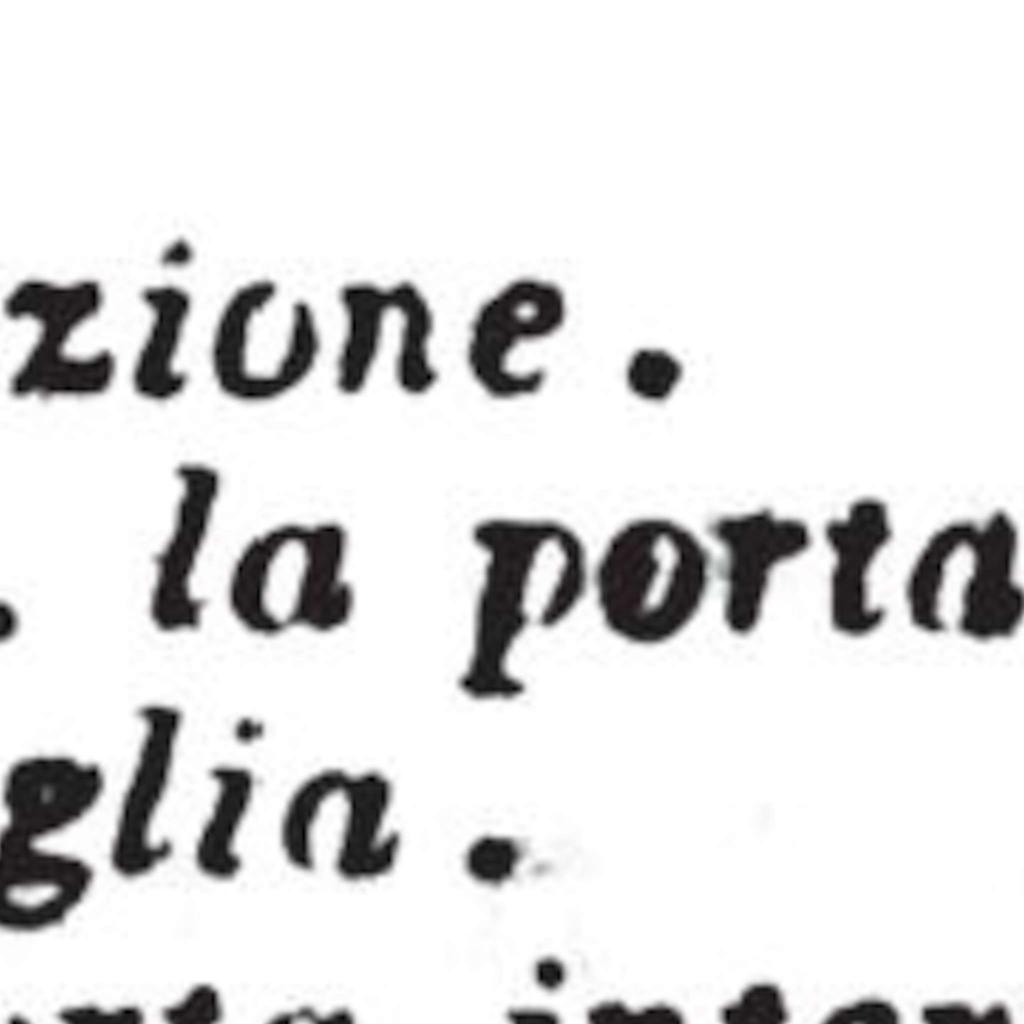 zione.
. la porta
glia.